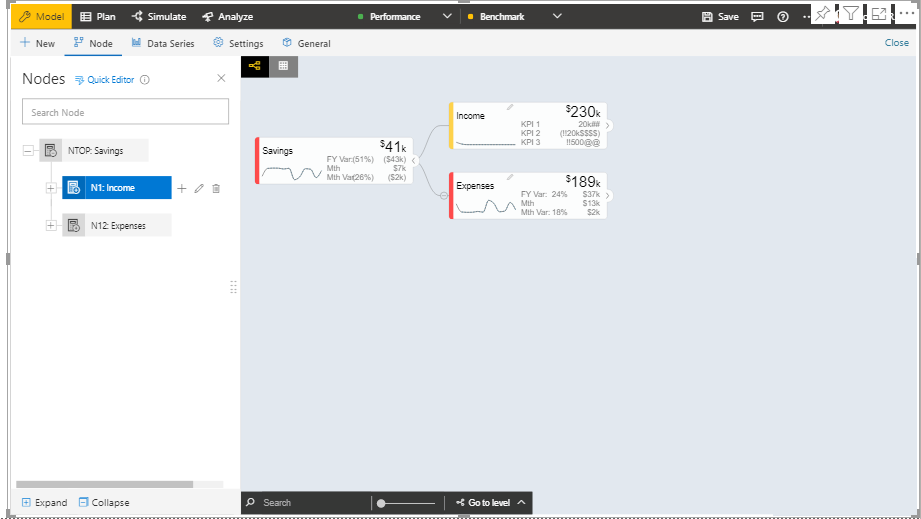 Model Plan Simulate Analyze Performance Benchmark Save
New Node Data Series Settings General Close
Nodes Quick Editor
Search Node
NTOP: Savings
N1: Income
N12: Expenses
Savings $41k
FY Var:(51%) ($43k)
Mth $7k
Mth Var(26%) ($2k)
Income $230k
KPI 1 20k##
KPI 2 (!!20k$$$$)
KPI 3 !!500@@
Expenses $189k
FY Var: 24% $37k
Mth $13k
Mth Var: 18% $2k
Expand Collapse
Search Go to level